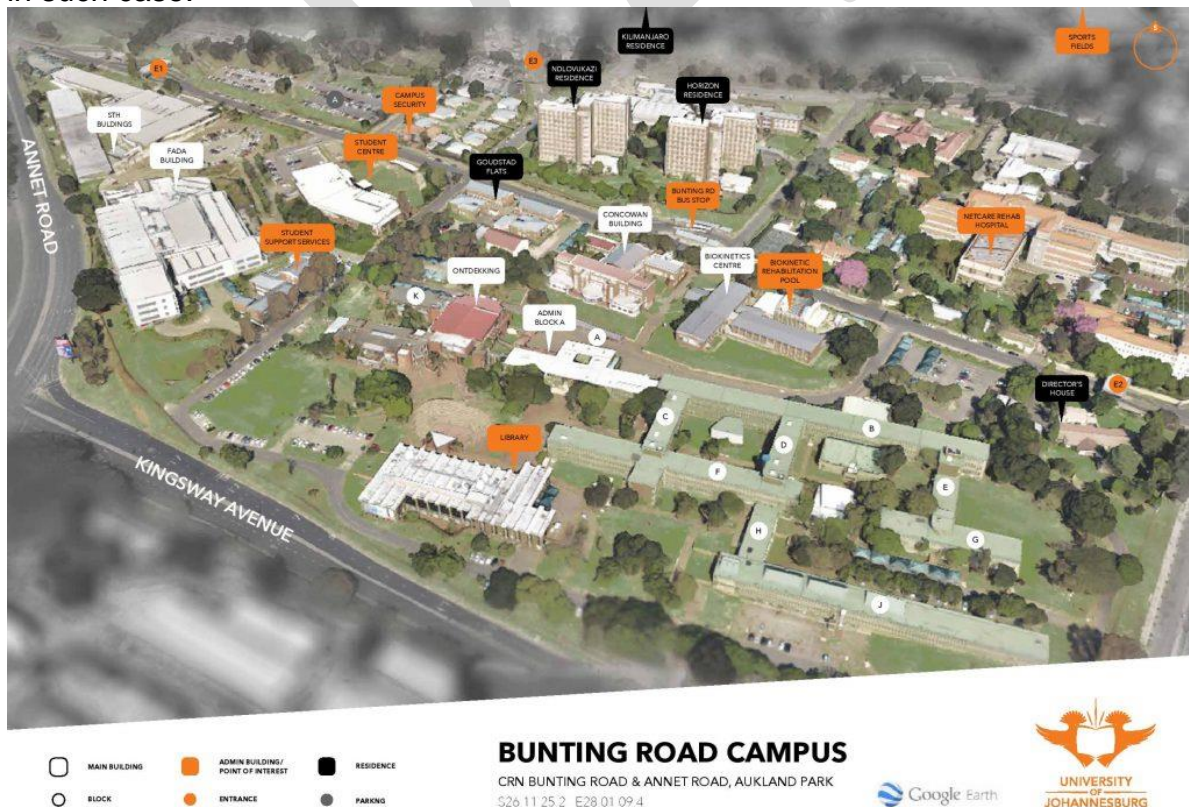 in such case.
KILIMANJARO
RESIDENCE
SPORTS
FIELDS
S
E1
E3
NDLOVUKAZI
RESIDENCE
HORIZON
RESIDENCE
A
CAMPUS
SECURITY
STH
BUILDINGS
FADA
BUILDING
STUDENT
CENTRE
GOUDSTAD
FLATS
BUNTING RD
BUS STOP
ANNET ROAD
CONCOWAN
BUILDING
NETCARE REHAB
HOSPITAL
STUDENT
SUPPORT SERVICES
BIOKINETICS
CENTRE
BIOKINETIC
REHABILITATION
POOL
ONTDEKKING
K
ADMIN
BLOCK A
A
DIRECTOR'S
HOUSE
E2
C
D
B
LIBRARY
F
E
KINGSWAY AVENUE
H
G
J
BUNTING ROAD CAMPUS
CRN BUNTING ROAD & ANNET ROAD, AUKLAND PARK
S26 11 25 2 E28 01 09 4
MAIN BUILDING
ADMIN BUILDING/
POINT OF INTEREST
RESIDENCE
BLOCK
ENTRANCE
PARKNG
Google Earth
UNIVERSITY
OF
JOHANNESBURG